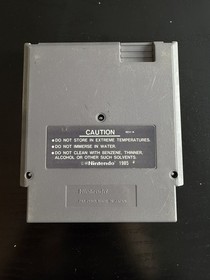 CAUTION
• DO NOT STORE IN EXTREME TEMPERATURES.
• DO NOT IMMERSE IN WATER.
• DO NOT CLEAN WITH BENZENE, THINNER,
ALCOHOL OR OTHER SUCH SOLVENTS.
©Nintendo 1985
Nintendo